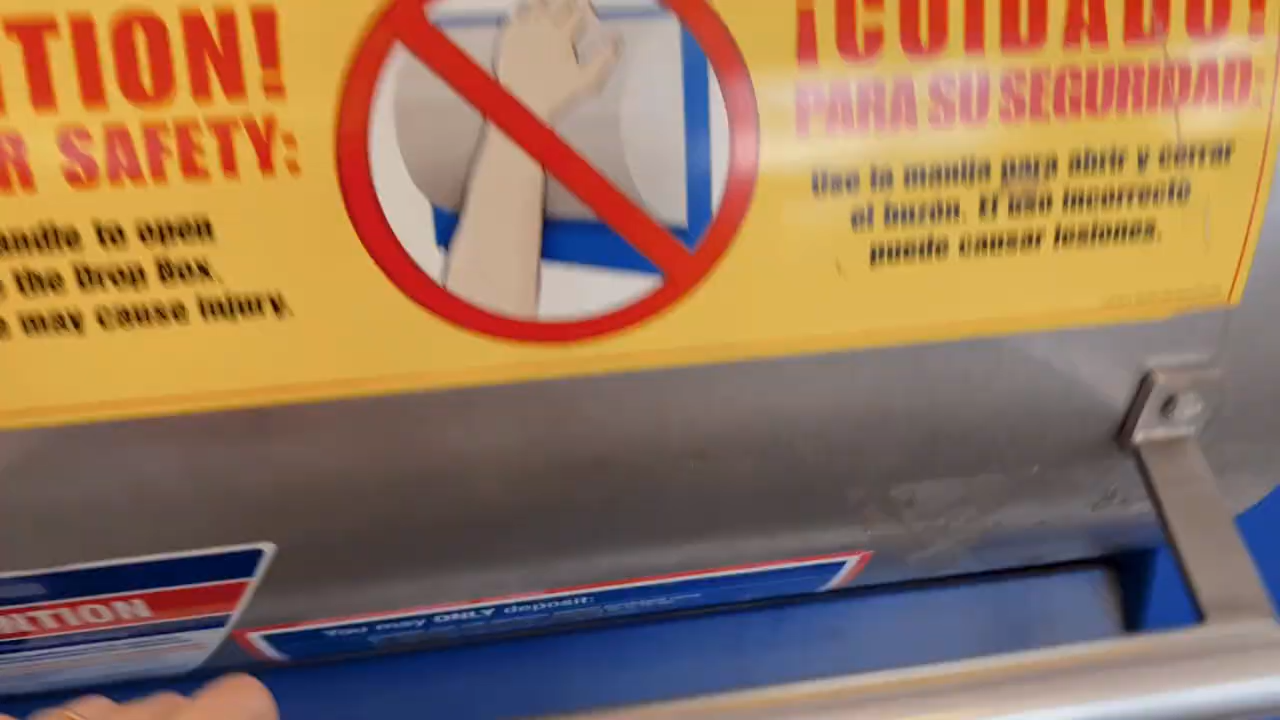 TION!
R SAFETY:
andle to open
the Drop Box.
may cause injury.
¡CUIDADO!
PARA SU SEGURIDAD:
Use la manija para abrir y cerrar
el buzón. El uso incorrecto
puede causar lesiones.
NTION
You may ONLY deposit: